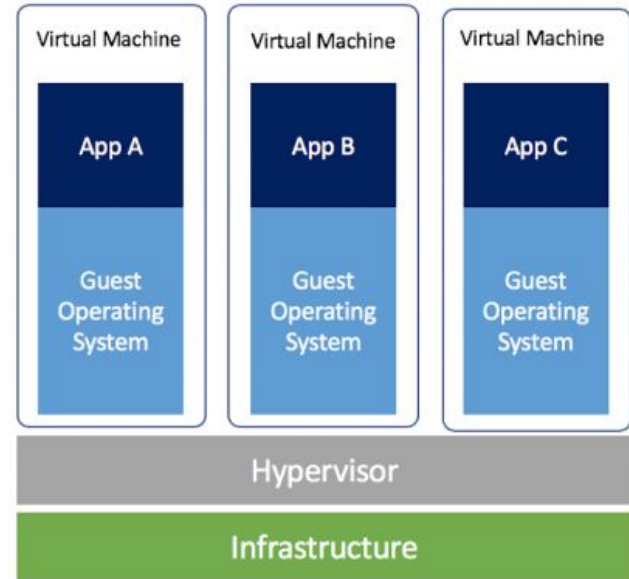 Virtual Machine
Virtual Machine
Virtual Machine
App A
App B
App C
Guest
Operating
System
Guest
Operating
System
Guest
Operating
System
Hypervisor
Infrastructure